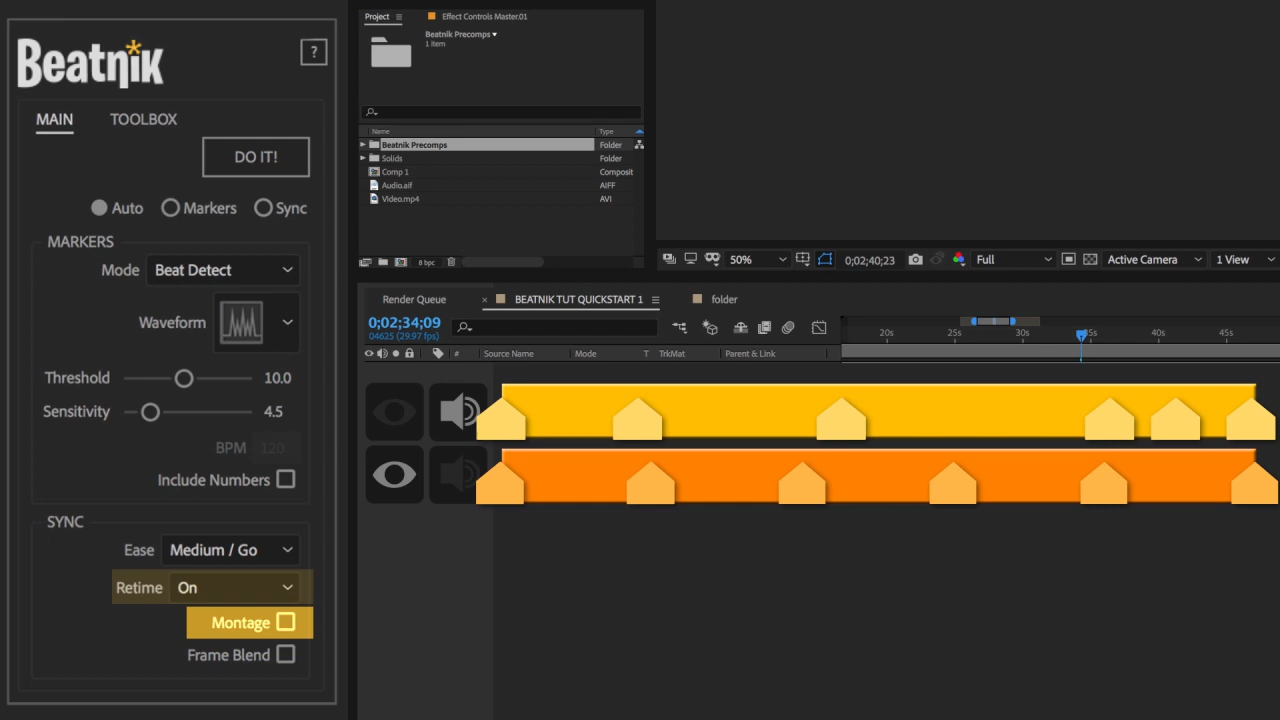 Beatnik
?
MAIN TOOLBOX
DO IT!
Auto Markers Sync
MARKERS
Mode Beat Detect
Waveform
Threshold 10.0
Sensitivity 4.5
BPM 120
Include Numbers
SYNC
Ease Medium / Go
Retime On
Montage
Frame Blend
Project Effect Controls Master.01
Beatnik Precomps
1 Item
Name Type
Beatnik Precomps Folder
Solids Folder
Comp 1 Composit
Audio.aif AIFF
Video.mp4 AVI
8 bpc
50% 0;02;40;23 Full Active Camera 1 View
Render Queue × BEATNIK TUT QUICKSTART 1 folder
0;02;34;09
04625 (29.97 fps)
20s 25s 30s 35s 40s 45s
# Source Name Mode T TrkMat Parent & Link